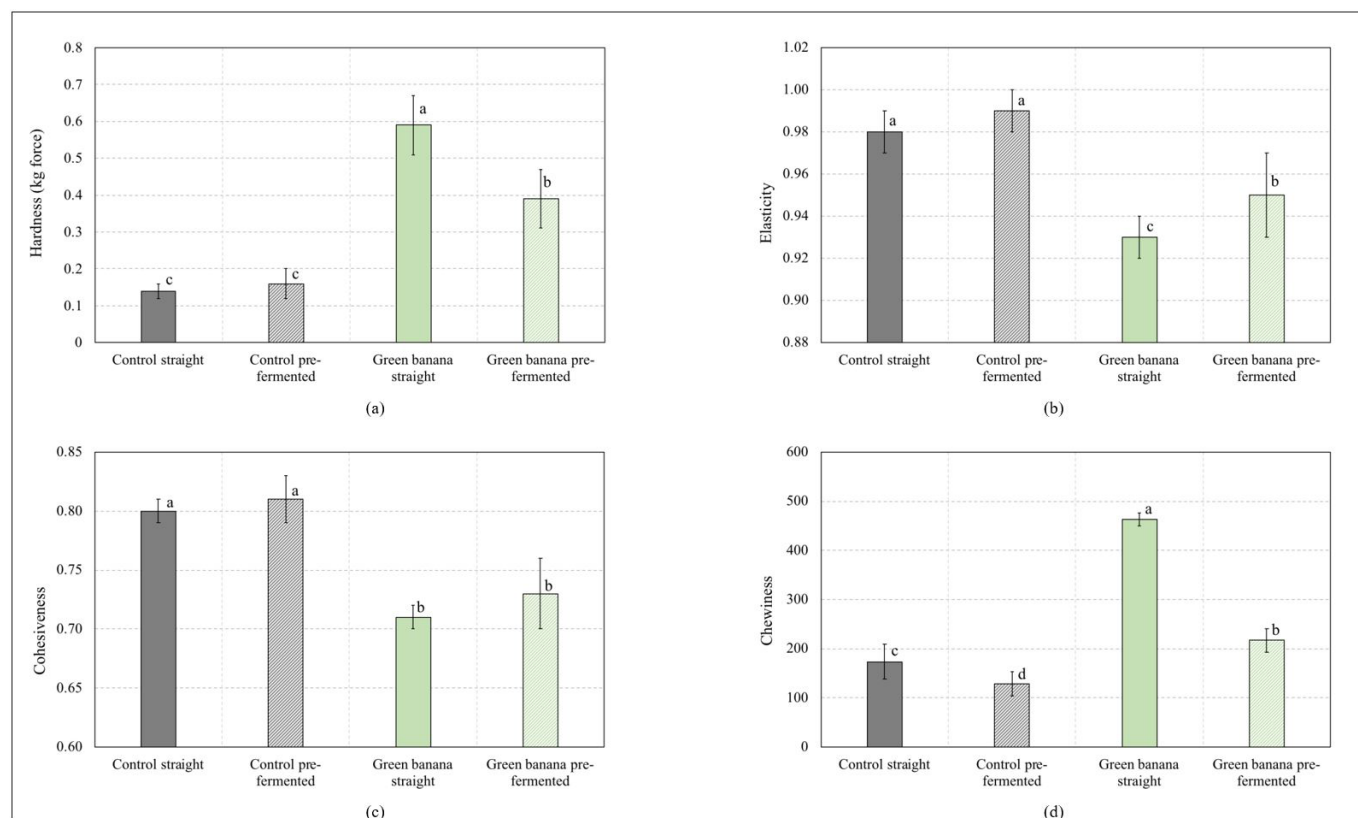 0.8
0.7
0.6
0.5
0.4
0.3
0.2
0.1
0
Hardness (kg force)
c
c
a
b
Control straight
Control pre-
fermented
Green banana
straight
Green banana pre-
fermented
(a)
1.02
1.00
0.98
0.96
0.94
0.92
0.90
0.88
Elasticity
a
a
c
b
Control straight
Control pre-
fermented
Green banana
straight
Green banana pre-
fermented
(b)
0.85
0.80
0.75
0.70
0.65
0.60
Cohesiveness
a
a
b
b
Control straight
Control pre-
fermented
Green banana
straight
Green banana pre-
fermented
(c)
600
500
400
300
200
100
0
Chewiness
c
d
a
b
Control straight
Control pre-
fermented
Green banana
straight
Green banana pre-
fermented
(d)